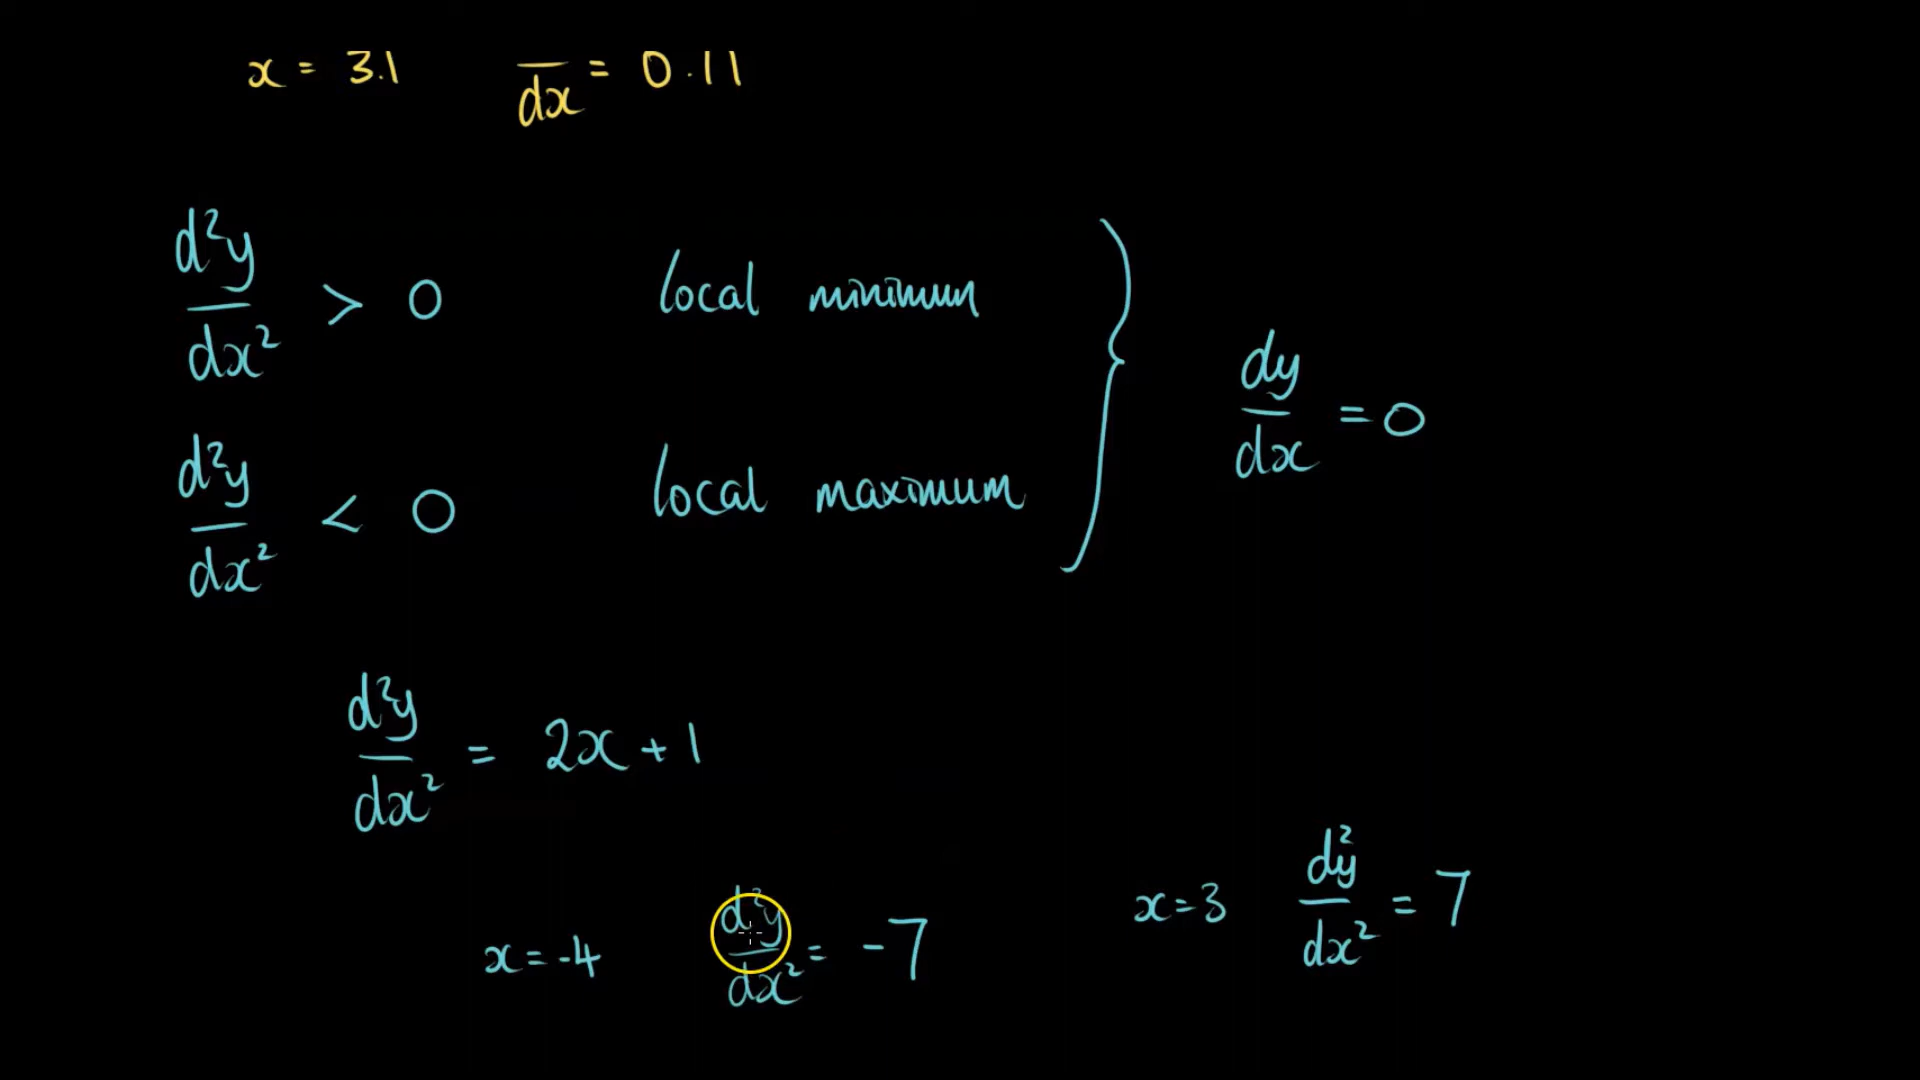 x = 3.1    /dx = 0.11
d²y/dx² > 0    local minimum
dy/dx = 0
d²y/dx² < 0    local maximum
d²y/dx² = 2x + 1
x = -4    d²y/dx² = -7
x = 3    d²y/dx² = 7